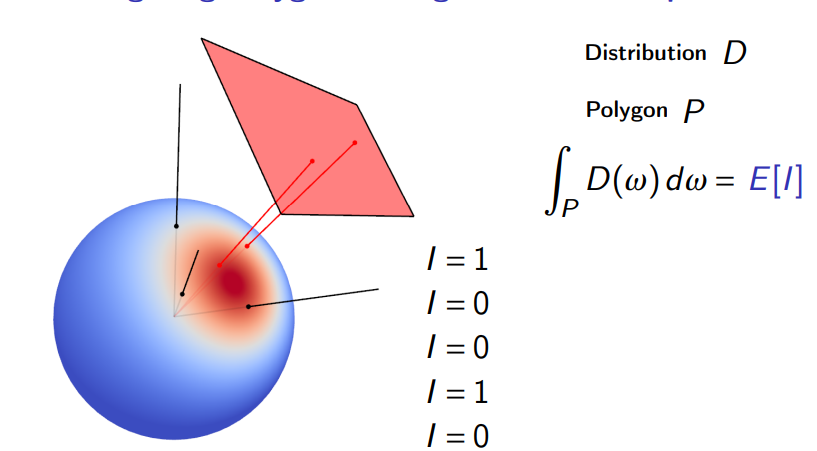 Distribution D
Polygon P
∫_P D(ω) dω = E[I]
I = 1
I = 0
I = 0
I = 1
I = 0